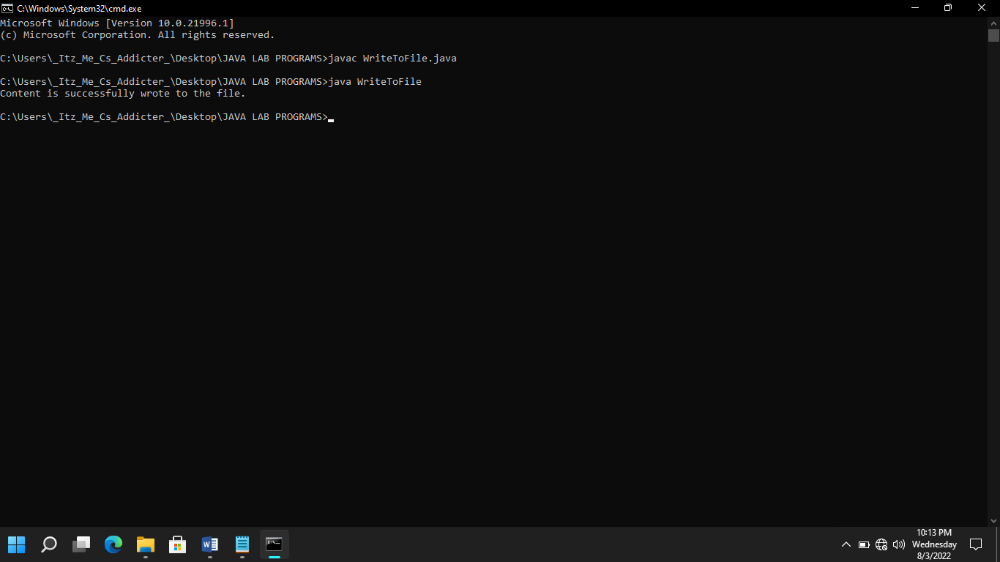 C:\Windows\System32\cmd.exe
Microsoft Windows [Version 10.0.21996.1]
(c) Microsoft Corporation. All rights reserved.
C:\Users\_Itz_Me_Cs_Addicter_\Desktop\JAVA LAB PROGRAMS>javac WriteToFile.java
C:\Users\_Itz_Me_Cs_Addicter_\Desktop\JAVA LAB PROGRAMS>java WriteToFile
Content is successfully wrote to the file.
C:\Users\_Itz_Me_Cs_Addicter_\Desktop\JAVA LAB PROGRAMS>
10:13 PM
Wednesday
8/3/2022